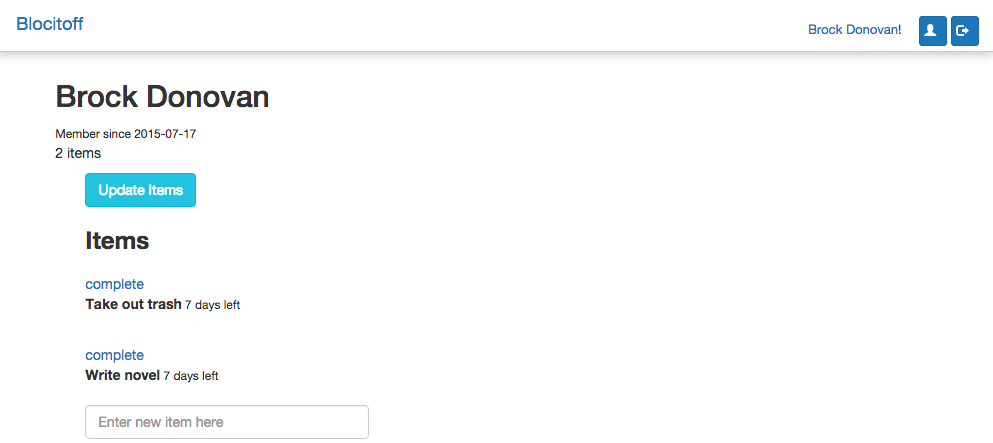 Blocitoff
Brock Donovan!
Brock Donovan
Member since 2015-07-17
2 items
Update Items
Items
complete
Take out trash 7 days left
complete
Write novel 7 days left
Enter new item here